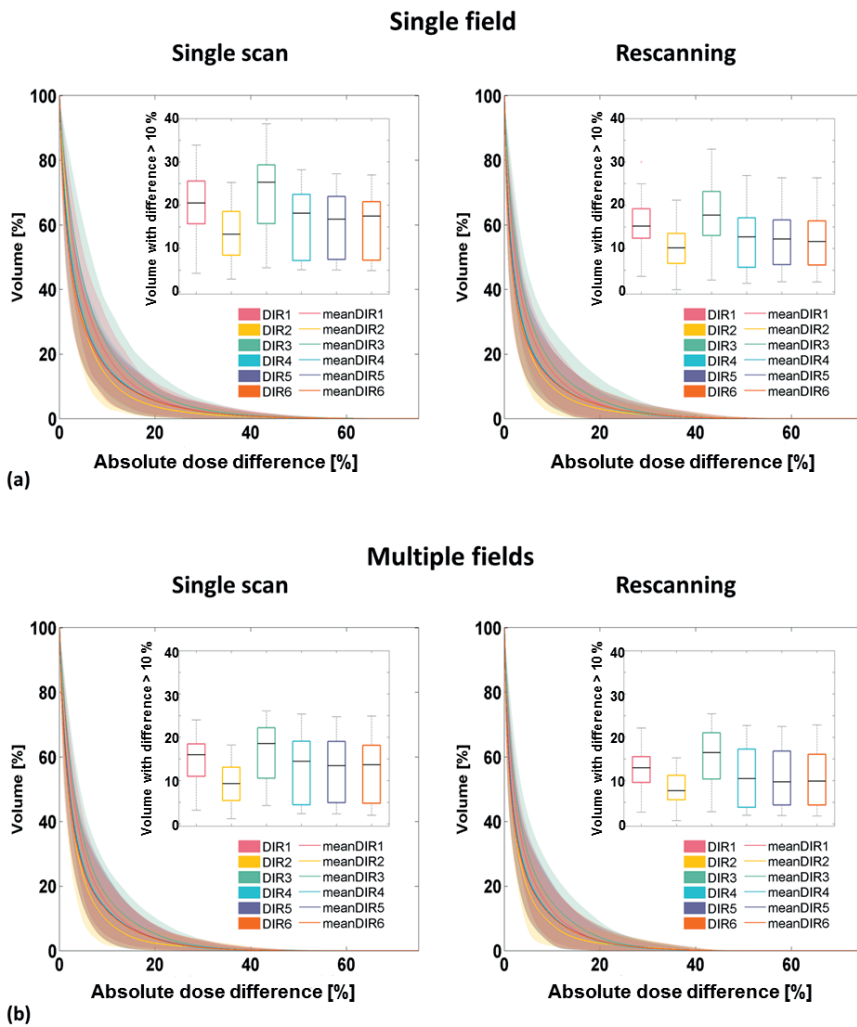 Single field
Single scan
Rescanning
100
80
60
40
20
0
Volume [%]
0 20 40 60
Absolute dose difference [%]
40
30
20
10
0
Volume with difference > 10 %
DIR1 meanDIR1
DIR2 meanDIR2
DIR3 meanDIR3
DIR4 meanDIR4
DIR5 meanDIR5
DIR6 meanDIR6
100
80
60
40
20
0
Volume [%]
0 20 40 60
Absolute dose difference [%]
40
30
20
10
0
Volume with difference > 10 %
DIR1 meanDIR1
DIR2 meanDIR2
DIR3 meanDIR3
DIR4 meanDIR4
DIR5 meanDIR5
DIR6 meanDIR6
(a)
Multiple fields
Single scan
Rescanning
100
80
60
40
20
0
Volume [%]
0 20 40 60
Absolute dose difference [%]
40
30
20
10
0
Volume with difference > 10 %
DIR1 meanDIR1
DIR2 meanDIR2
DIR3 meanDIR3
DIR4 meanDIR4
DIR5 meanDIR5
DIR6 meanDIR6
100
80
60
40
20
0
Volume [%]
0 20 40 60
Absolute dose difference [%]
40
30
20
10
0
Volume with difference > 10 %
DIR1 meanDIR1
DIR2 meanDIR2
DIR3 meanDIR3
DIR4 meanDIR4
DIR5 meanDIR5
DIR6 meanDIR6
(b)